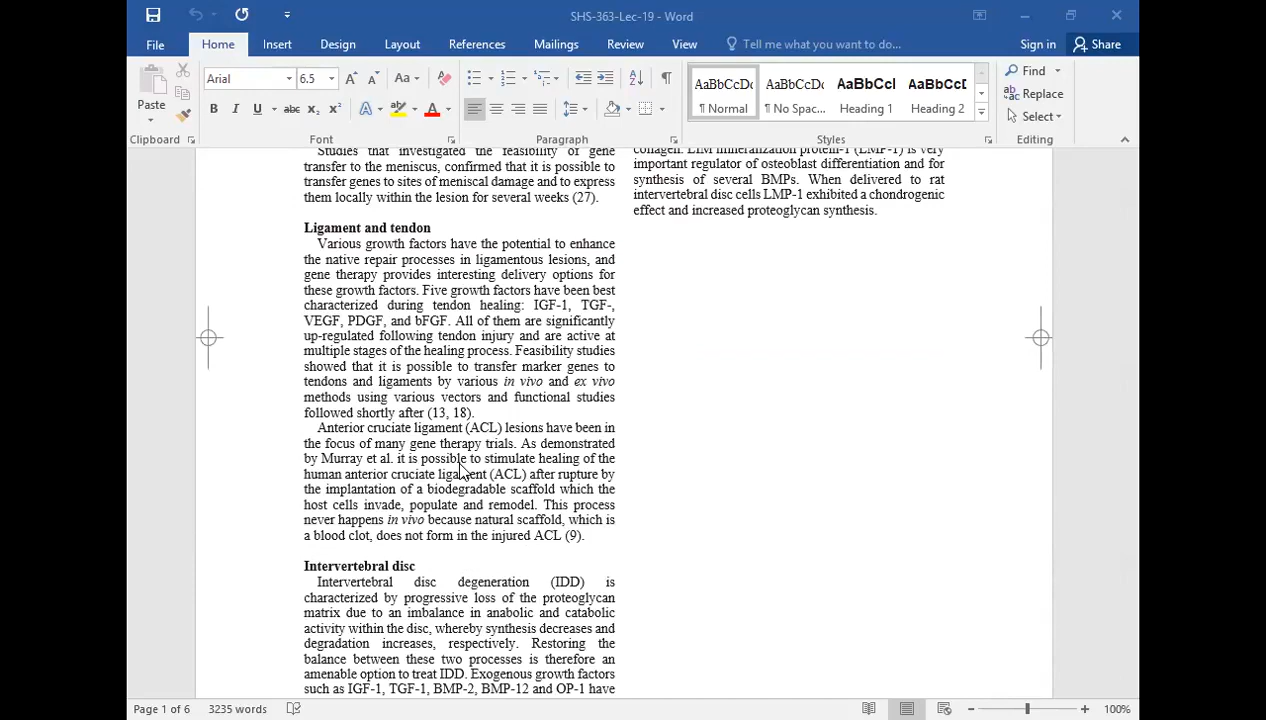 SHS-363-Lec-19 - Word
File Home Insert Design Layout References Mailings Review View Tell me what you want to do... Sign in Share
Paste
Clipboard
Arial 6.5
Font
Paragraph
AaBbCcDc ¶ Normal
AaBbCcDc ¶ No Spac...
AaBbCcI Heading 1
AaBbCcD Heading 2
Styles
Find
Replace
Select
Editing
Studies that investigated the feasibility of gene
transfer to the meniscus, confirmed that it is possible to
transfer genes to sites of meniscal damage and to express
them locally within the lesion for several weeks (27).
Ligament and tendon
Various growth factors have the potential to enhance
the native repair processes in ligamentous lesions, and
gene therapy provides interesting delivery options for
these growth factors. Five growth factors have been best
characterized during tendon healing: IGF-1, TGF-,
VEGF, PDGF, and bFGF. All of them are significantly
up-regulated following tendon injury and are active at
multiple stages of the healing process. Feasibility studies
showed that it is possible to transfer marker genes to
tendons and ligaments by various in vivo and ex vivo
methods using various vectors and functional studies
followed shortly after (13, 18).
Anterior cruciate ligament (ACL) lesions have been in
the focus of many gene therapy trials. As demonstrated
by Murray et al. it is possible to stimulate healing of the
human anterior cruciate ligament (ACL) after rupture by
the implantation of a biodegradable scaffold which the
host cells invade, populate and remodel. This process
never happens in vivo because natural scaffold, which is
a blood clot, does not form in the injured ACL (9).
Intervertebral disc
Intervertebral disc degeneration (IDD) is
characterized by progressive loss of the proteoglycan
matrix due to an imbalance in anabolic and catabolic
activity within the disc, whereby synthesis decreases and
degradation increases, respectively. Restoring the
balance between these two processes is therefore an
amenable option to treat IDD. Exogenous growth factors
such as IGF-1, TGF-1, BMP-2, BMP-12 and OP-1 have
collagen. LIM mineralization protein-1 (LMP-1) is very
important regulator of osteoblast differentiation and for
synthesis of several BMPs. When delivered to rat
intervertebral disc cells LMP-1 exhibited a chondrogenic
effect and increased proteoglycan synthesis.
Page 1 of 6 3235 words 100%